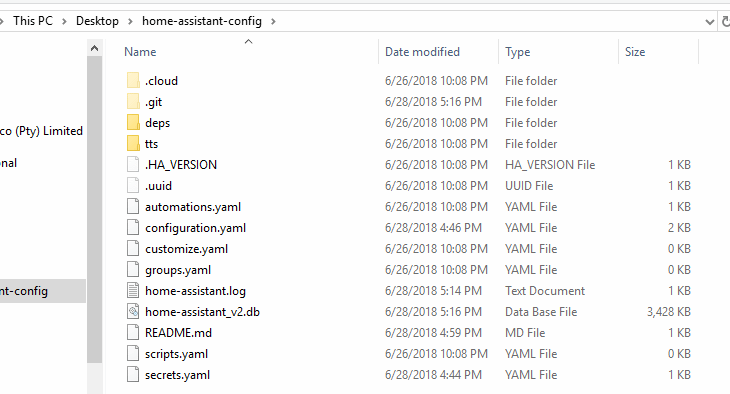 This PC > Desktop > home-assistant-config >
Name Date modified Type Size
.cloud 6/26/2018 10:08 PM File folder
.git 6/28/2018 5:16 PM File folder
co (Pty) Limited deps 6/26/2018 10:08 PM File folder
tts 6/26/2018 10:08 PM File folder
onal .HA_VERSION 6/26/2018 10:08 PM HA_VERSION File 1 KB
.uuid 6/26/2018 10:08 PM UUID File 1 KB
automations.yaml 6/26/2018 10:08 PM YAML File 1 KB
configuration.yaml 6/28/2018 4:46 PM YAML File 2 KB
customize.yaml 6/26/2018 10:08 PM YAML File 0 KB
groups.yaml 6/26/2018 10:08 PM YAML File 0 KB
nt-config home-assistant.log 6/28/2018 5:14 PM Text Document 1 KB
home-assistant_v2.db 6/28/2018 5:16 PM Data Base File 3,428 KB
README.md 6/28/2018 4:59 PM MD File 1 KB
scripts.yaml 6/26/2018 10:08 PM YAML File 0 KB
secrets.yaml 6/28/2018 4:44 PM YAML File 1 KB